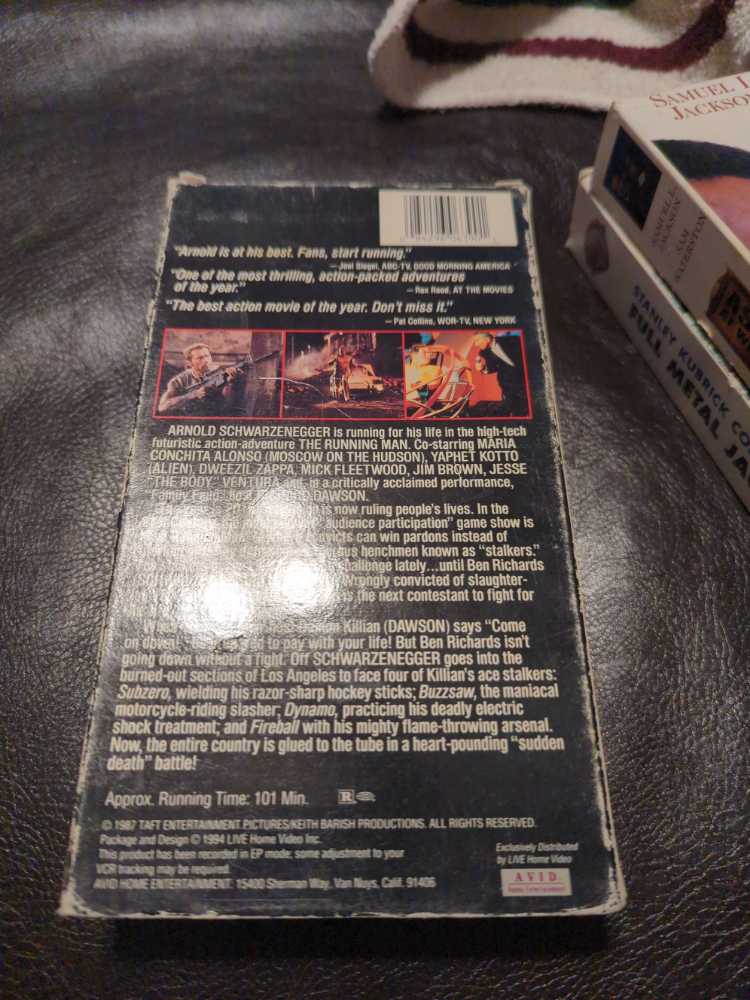 "Arnold is at his best. Fans, start running."
— Joel Siegel, ABC-TV, GOOD MORNING AMERICA
"One of the most thrilling, action-packed adventures
of the year."
— Rex Reed, AT THE MOVIES
"The best action movie of the year. Don't miss it."
— Pat Collins, WOR-TV, NEW YORK
ARNOLD SCHWARZENEGGER is running for his life in the high-tech
futuristic action-adventure THE RUNNING MAN. Co-starring MARIA
CONCHITA ALONSO (MOSCOW ON THE HUDSON), YAPHET KOTTO
(ALIEN), DWEEZIL ZAPPA, MICK FLEETWOOD, JIM BROWN, JESSE
"THE BODY" VENTURA and, in a critically acclaimed performance,
"Family Feud" DAWSON.
is now ruling people's lives. In the
"audience participation" game show is
convicts can win pardons instead of
henchmen known as "stalkers."
challenge lately...until Ben Richards
Wrongly convicted of slaughter-
is the next contestant to fight for
Killian (DAWSON) says "Come
on down! to pay with your life! But Ben Richards isn't
going down without a fight. Off SCHWARZENEGGER goes into the
burned-out sections of Los Angeles to face four of Killian's ace stalkers:
Subzero, wielding his razor-sharp hockey sticks; Buzzsaw, the maniacal
motorcycle-riding slasher; Dynamo, practicing his deadly electric
shock treatment; and Fireball with his mighty flame-throwing arsenal.
Now, the entire country is glued to the tube in a heart-pounding "sudden
death" battle!
Approx. Running Time: 101 Min.
R
© 1987 TAFT ENTERTAINMENT PICTURES/KEITH BARISH PRODUCTIONS. ALL RIGHTS RESERVED.
Package and Design © 1994 LIVE Home Video Inc.
This product has been recorded in EP mode; some adjustment to your
VCR tracking may be required.
AVID HOME ENTERTAINMENT: 15400 Sherman Way, Van Nuys, Calif. 91406
Exclusively Distributed
by LIVE Home Video
AVID
Home Entertainment
SAMUEL L.
JACKSON
SAMUEL L.
JACKSON
SAM
STANLEY KUBRICK
FULL METAL